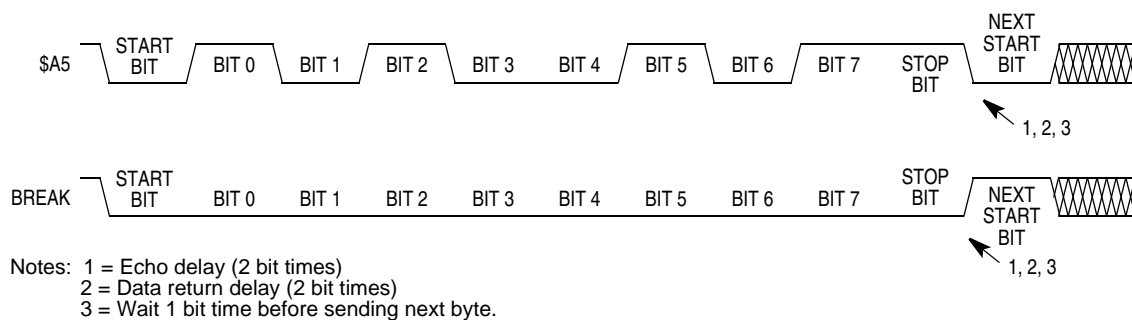 $A5 START BIT BIT 0 BIT 1 BIT 2 BIT 3 BIT 4 BIT 5 BIT 6 BIT 7 STOP BIT NEXT START BIT
1, 2, 3
BREAK START BIT BIT 0 BIT 1 BIT 2 BIT 3 BIT 4 BIT 5 BIT 6 BIT 7 STOP BIT NEXT START BIT
1, 2, 3
Notes: 1 = Echo delay (2 bit times)
2 = Data return delay (2 bit times)
3 = Wait 1 bit time before sending next byte.